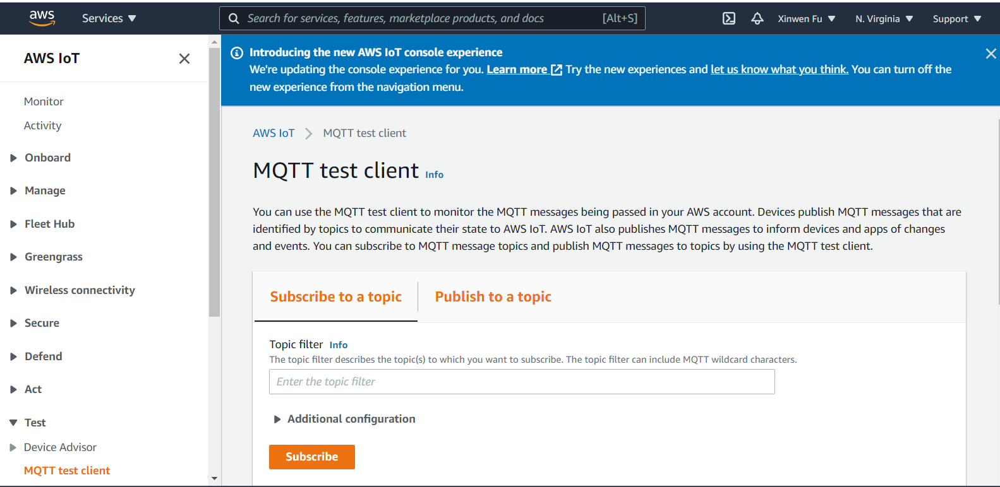 aws
Services
Search for services, features, marketplace products, and docs [Alt+S]
Xinwen Fu
N. Virginia
Support
AWS IoT
Monitor
Activity
Onboard
Manage
Fleet Hub
Greengrass
Wireless connectivity
Secure
Defend
Act
Test
Device Advisor
MQTT test client
Introducing the new AWS IoT console experience
We're updating the console experience for you. Learn more Try the new experiences and let us know what you think. You can turn off the
new experience from the navigation menu.
AWS IoT > MQTT test client
MQTT test client Info
You can use the MQTT test client to monitor the MQTT messages being passed in your AWS account. Devices publish MQTT messages that are
identified by topics to communicate their state to AWS IoT. AWS IoT also publishes MQTT messages to inform devices and apps of changes
and events. You can subscribe to MQTT message topics and publish MQTT messages to topics by using the MQTT test client.
Subscribe to a topic
Publish to a topic
Topic filter Info
The topic filter describes the topic(s) to which you want to subscribe. The topic filter can include MQTT wildcard characters.
Enter the topic filter
Additional configuration
Subscribe